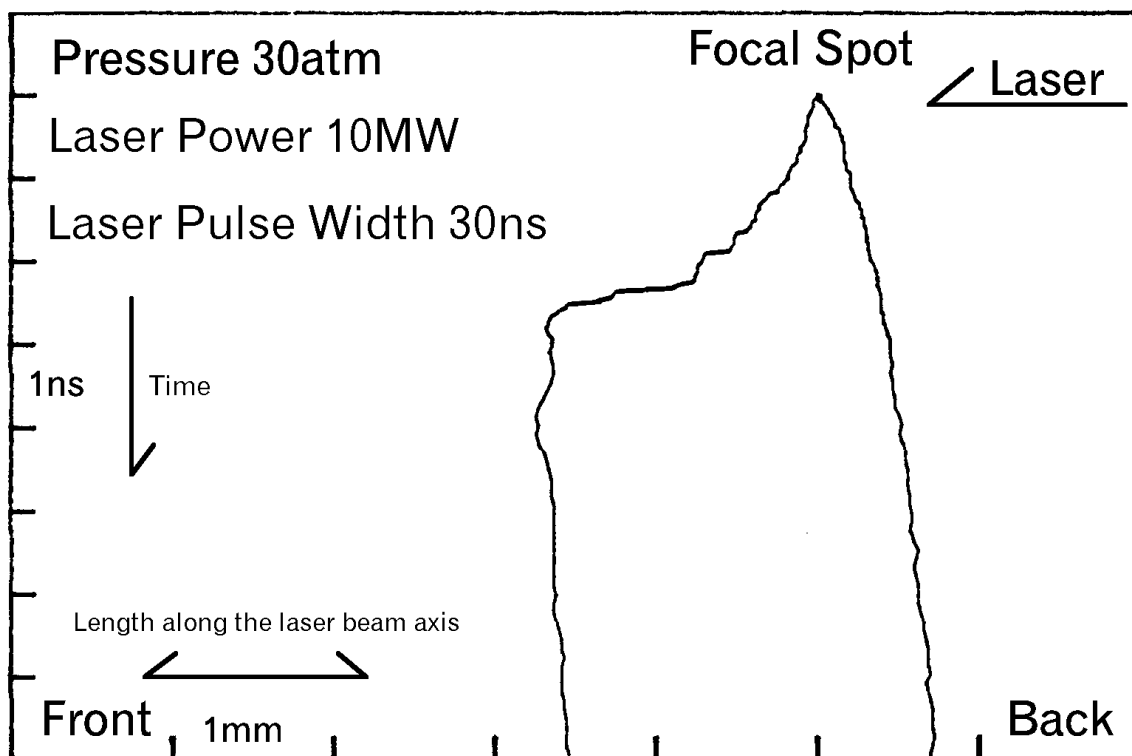 Pressure 30atm
Focal Spot
Laser
Laser Power 10MW
Laser Pulse Width 30ns
1ns
Time
Length along the laser beam axis
Front
1mm
Back